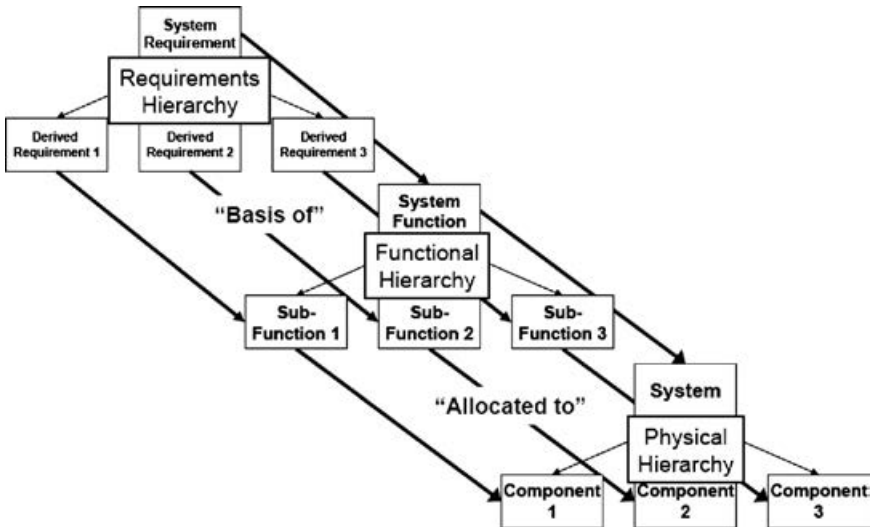 System
Requirement
Requirements
Hierarchy
Derived
Requirement 1
Derived
Requirement 2
Derived
Requirement 3
"Basis of"
System
Function
Functional
Hierarchy
Sub-
Function 1
Sub-
Function 2
Sub-
Function 3
"Allocated to"
System
Physical
Hierarchy
Component
1
Component
2
Component
3